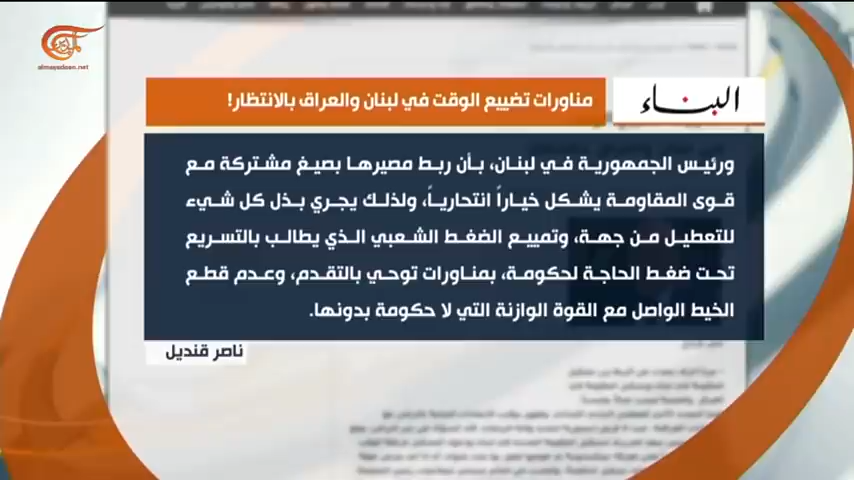 الميادين
almayadeen.net
البناء
مناورات تضييع الوقت في لبنان والعراق بالانتظار!
ورئيس الجمهورية في لبنان، بأن ربط مصيرها بصيغ مشتركة مع
قوى المقاومة يشكل خياراً انتحارياً، ولذلك يجري بذل كل شيء
للتعطيل من جهة، وتمييع الضغط الشعبي الذي يطالب بالتسريع
تحت ضغط الحاجة لحكومة، بمناورات توحي بالتقدم، وعدم قطع
الخيط الواصل مع القوة الوازنة التي لا حكومة بدونها.
ناصر قنديل